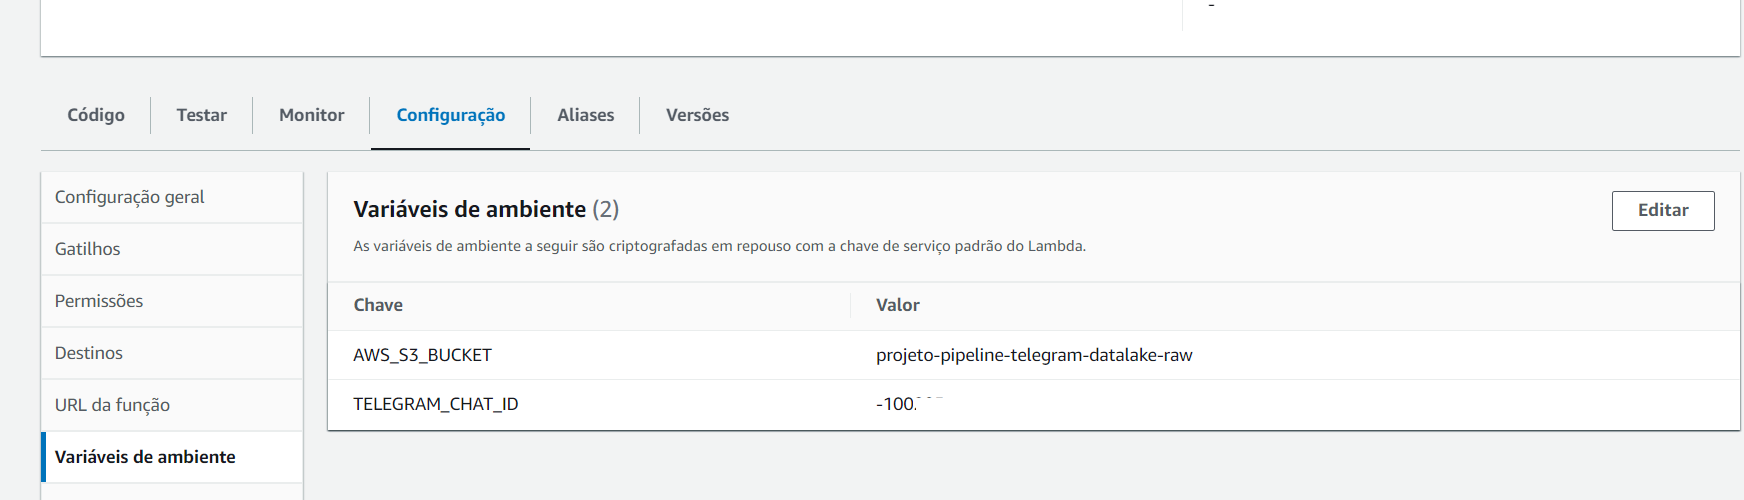 -
Código Testar Monitor Configuração Aliases Versões
Configuração geral
Gatilhos
Permissões
Destinos
URL da função
Variáveis de ambiente
Variáveis de ambiente (2)
Editar
As variáveis de ambiente a seguir são criptografadas em repouso com a chave de serviço padrão do Lambda.
Chave Valor
AWS_S3_BUCKET projeto-pipeline-telegram-datalake-raw
TELEGRAM_CHAT_ID -100